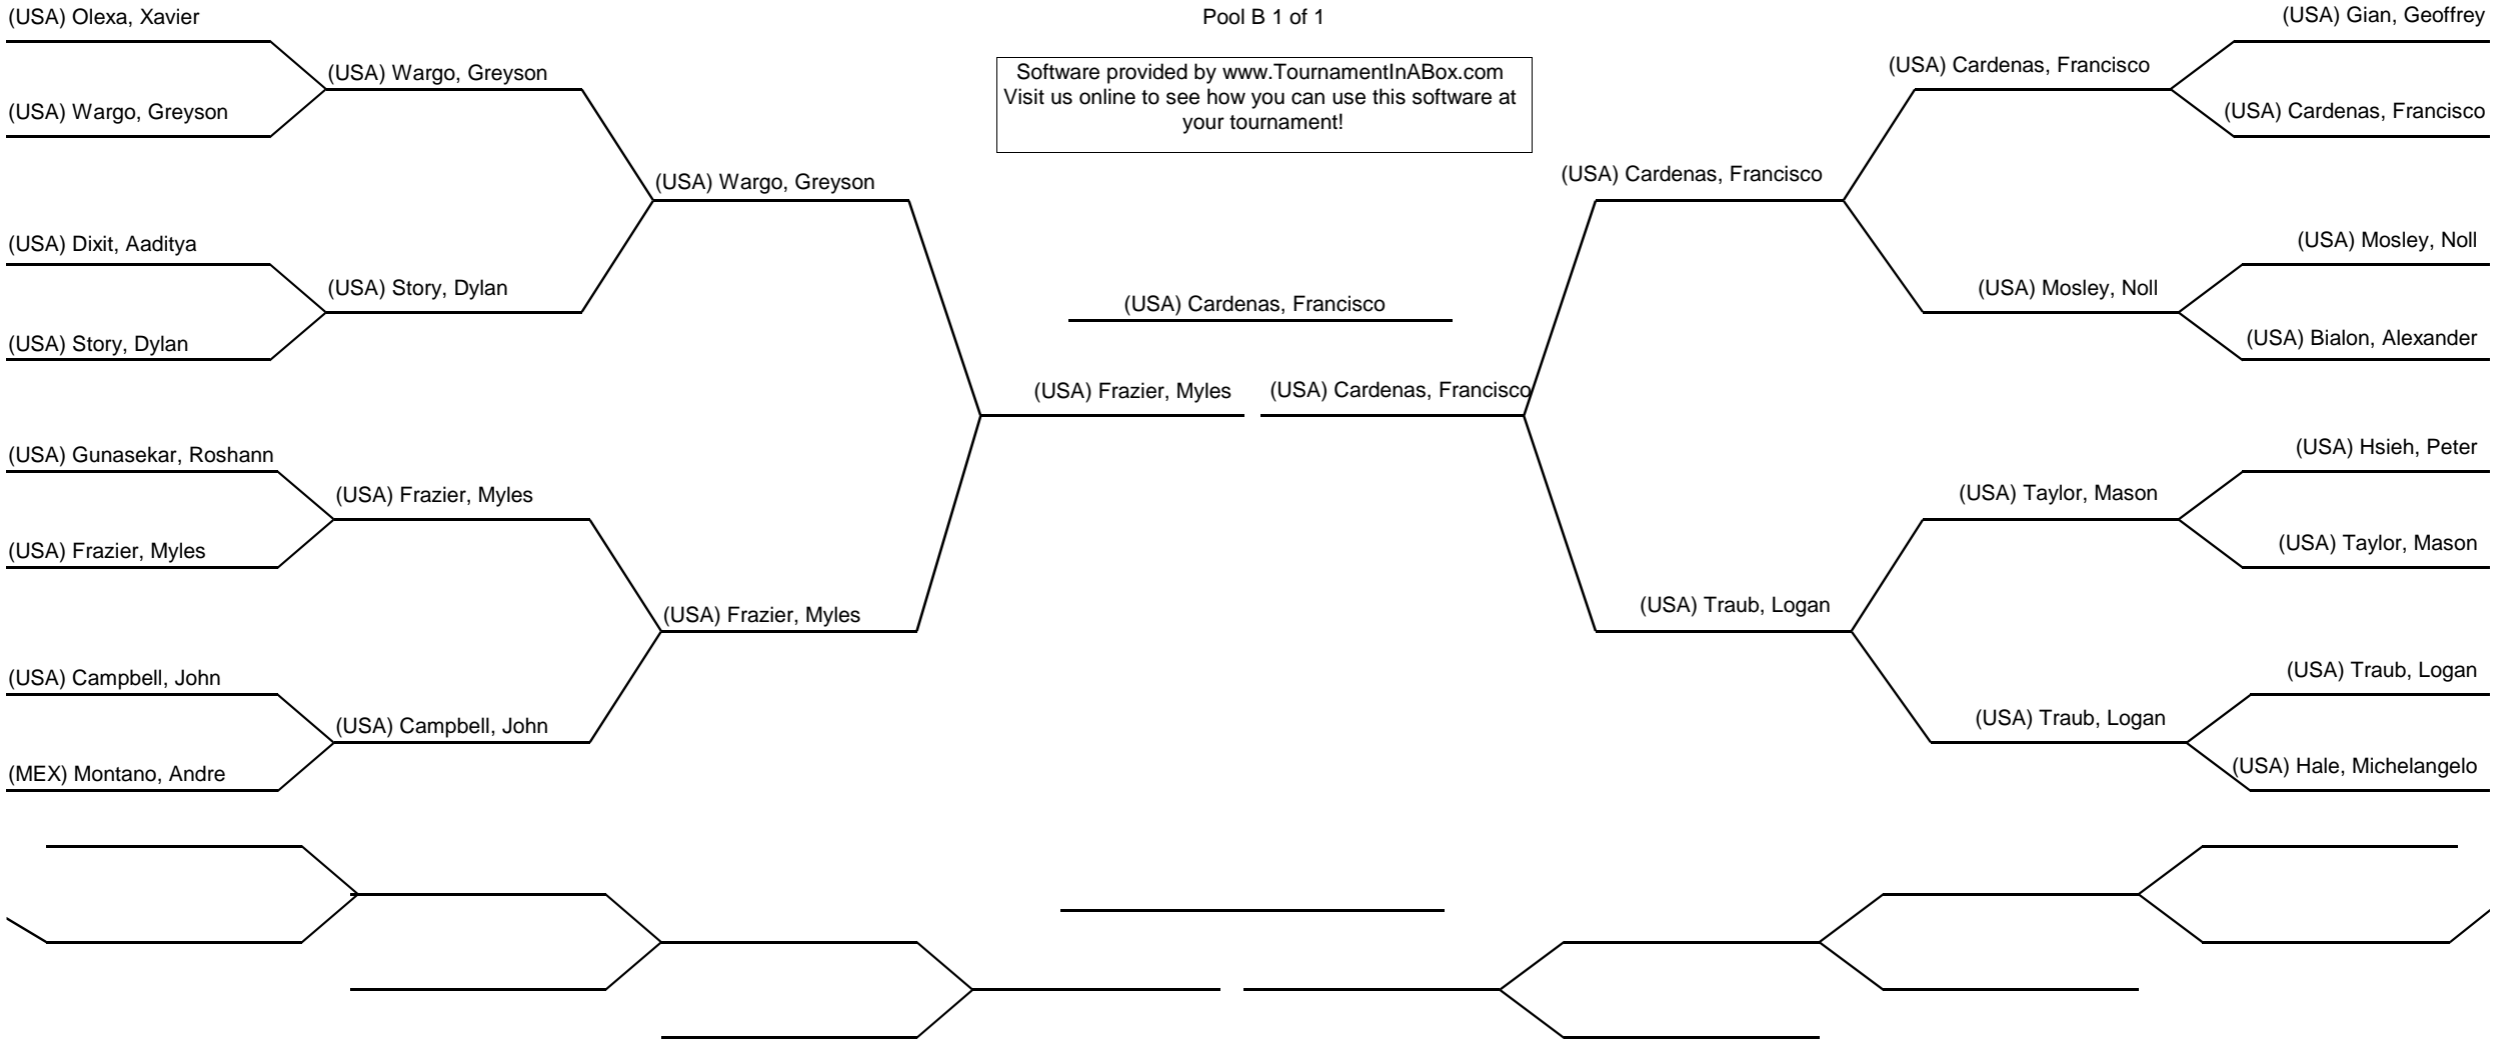 Pool B 1 of 1
Software provided by www.TournamentInABox.com
Visit us online to see how you can use this software at
your tournament!
(USA) Olexa, Xavier
(USA) Wargo, Greyson
(USA) Dixit, Aaditya
(USA) Story, Dylan
(USA) Gunasekar, Roshann
(USA) Frazier, Myles
(USA) Campbell, John
(MEX) Montano, Andre
(USA) Wargo, Greyson
(USA) Story, Dylan
(USA) Frazier, Myles
(USA) Campbell, John
(USA) Wargo, Greyson
(USA) Frazier, Myles
(USA) Cardenas, Francisco
(USA) Frazier, Myles
(USA) Cardenas, Francisco
(USA) Cardenas, Francisco
(USA) Traub, Logan
(USA) Cardenas, Francisco
(USA) Mosley, Noll
(USA) Taylor, Mason
(USA) Traub, Logan
(USA) Gian, Geoffrey
(USA) Cardenas, Francisco
(USA) Mosley, Noll
(USA) Bialon, Alexander
(USA) Hsieh, Peter
(USA) Taylor, Mason
(USA) Traub, Logan
(USA) Hale, Michelangelo